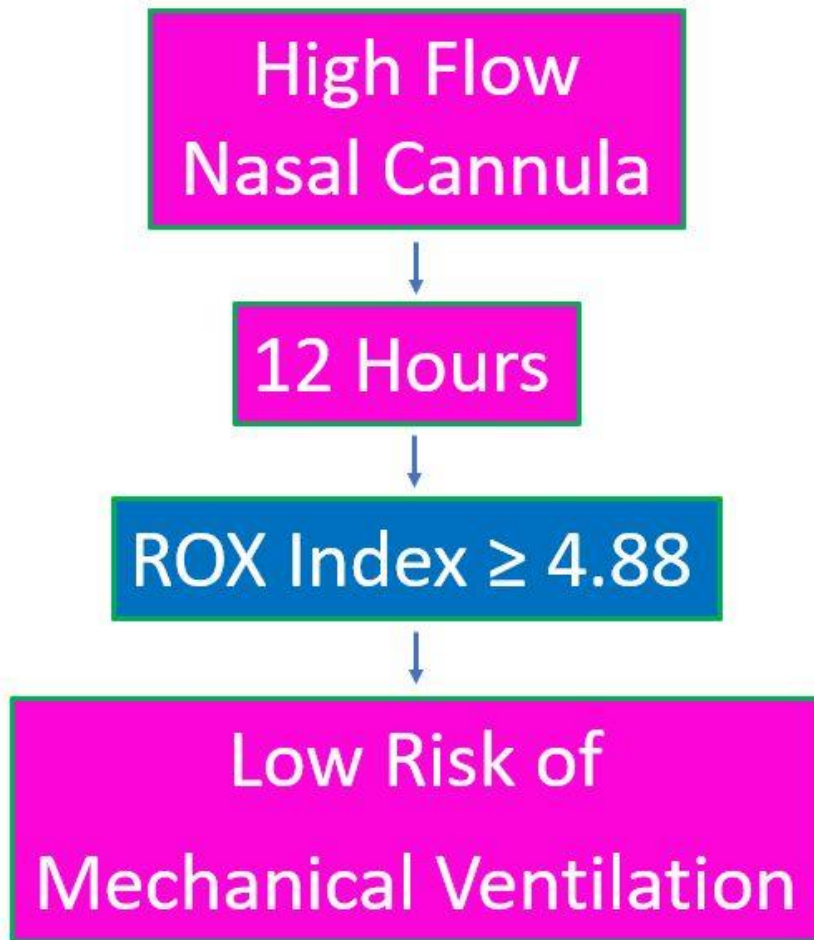 High Flow
Nasal Cannula
12 Hours
ROX Index ≥ 4.88
Low Risk of
Mechanical Ventilation